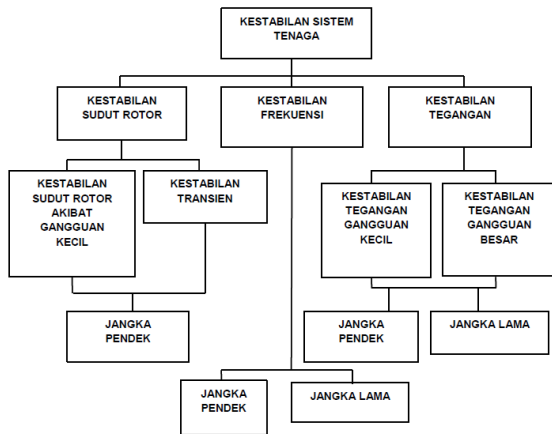 KESTABILAN SISTEM
TENAGA
KESTABILAN
SUDUT ROTOR
KESTABILAN
FREKUENSI
KESTABILAN
TEGANGAN
KESTABILAN
SUDUT ROTOR
AKIBAT
GANGGUAN
KECIL
KESTABILAN
TRANSIEN
KESTABILAN
TEGANGAN
GANGGUAN
KECIL
KESTABILAN
TEGANGAN
GANGGUAN
BESAR
JANGKA
PENDEK
JANGKA
PENDEK
JANGKA LAMA
JANGKA
PENDEK
JANGKA LAMA